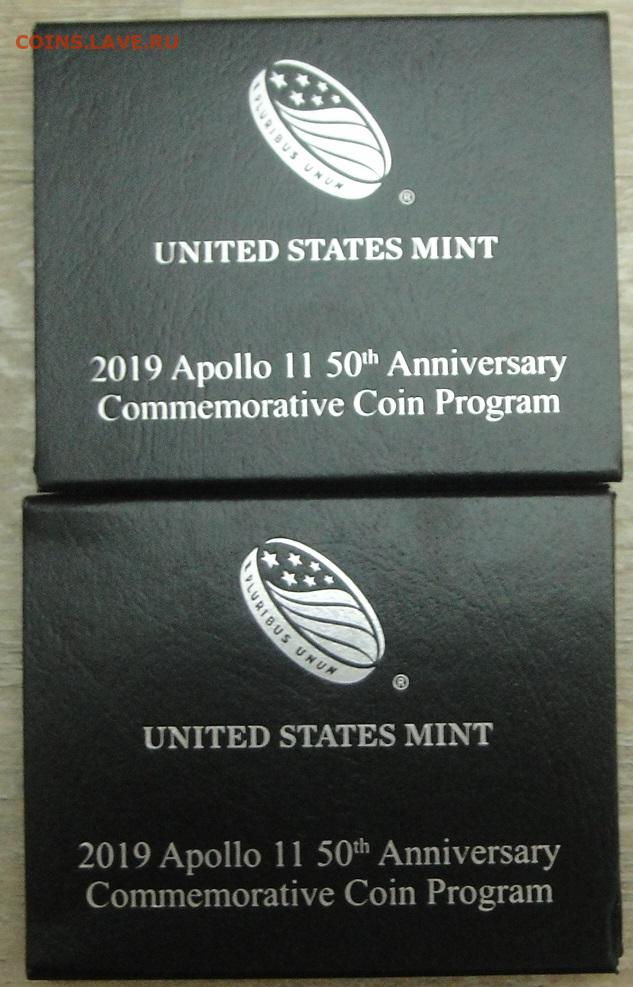 COINS.LAVE.RU
E PLURIBUS UNUM
®
UNITED STATES MINT
2019 Apollo 11 50th Anniversary
Commemorative Coin Program
E PLURIBUS UNUM
®
UNITED STATES MINT
2019 Apollo 11 50th Anniversary
Commemorative Coin Program